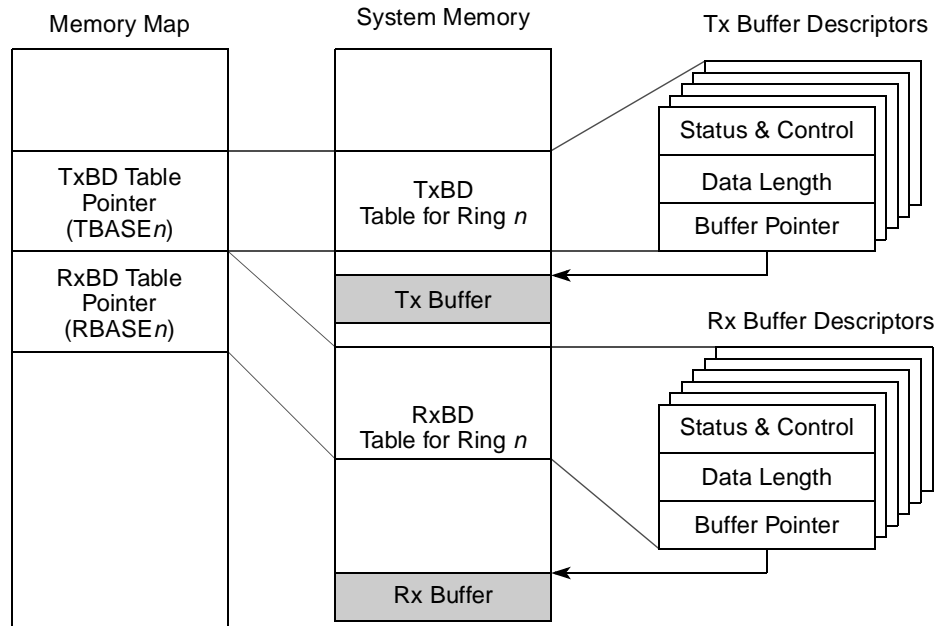 Memory Map
System Memory
Tx Buffer Descriptors
TxBD Table
Pointer
(TBASEn)
RxBD Table
Pointer
(RBASEn)
TxBD
Table for Ring n
Tx Buffer
RxBD
Table for Ring n
Rx Buffer
Status & Control
Data Length
Buffer Pointer
Rx Buffer Descriptors
Status & Control
Data Length
Buffer Pointer